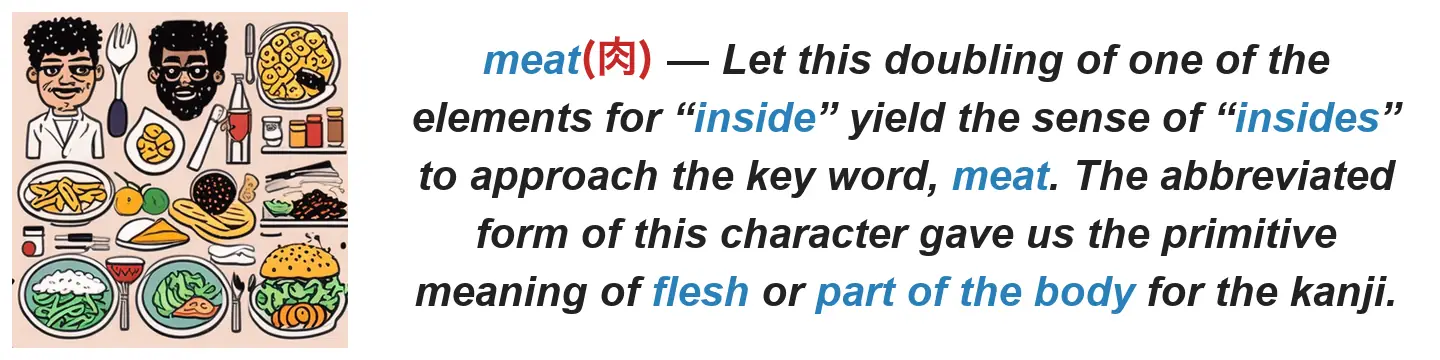 meat(肉) — Let this doubling of one of the
elements for “inside” yield the sense of “insides”
to approach the key word, meat. The abbreviated
form of this character gave us the primitive
meaning of flesh or part of the body for the kanji.